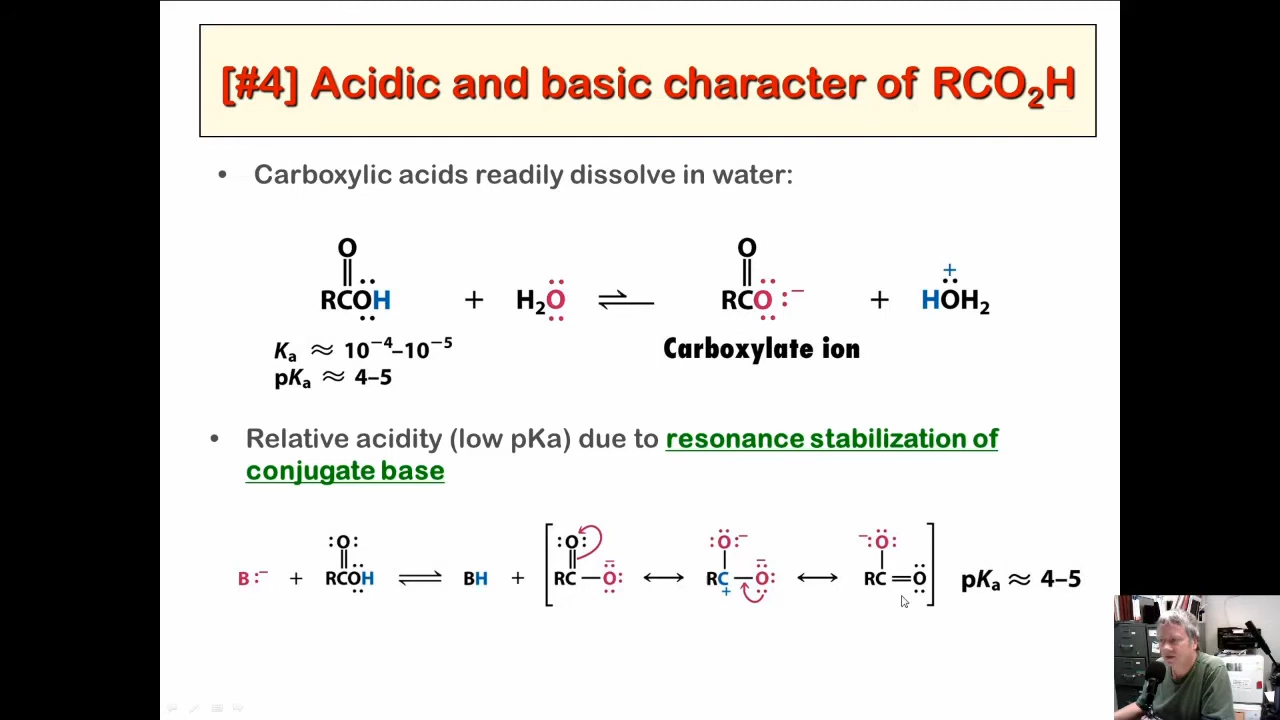 [#4] Acidic and basic character of RCO₂H
• Carboxylic acids readily dissolve in water:
O
RCOH + H₂O ⇌ RCO:⁻ + HOH₂
+
Kₐ ≈ 10⁻⁴–10⁻⁵
pKₐ ≈ 4–5
Carboxylate ion
• Relative acidity (low pKa) due to resonance stabilization of
conjugate base
:O: :O: :O:⁻ ⁻:O:
B:⁻ + RCOH ⇌ BH + [RC—O:⁻ ↔ RC—O:⁻ ↔ RC=O] pKₐ ≈ 4–5
+